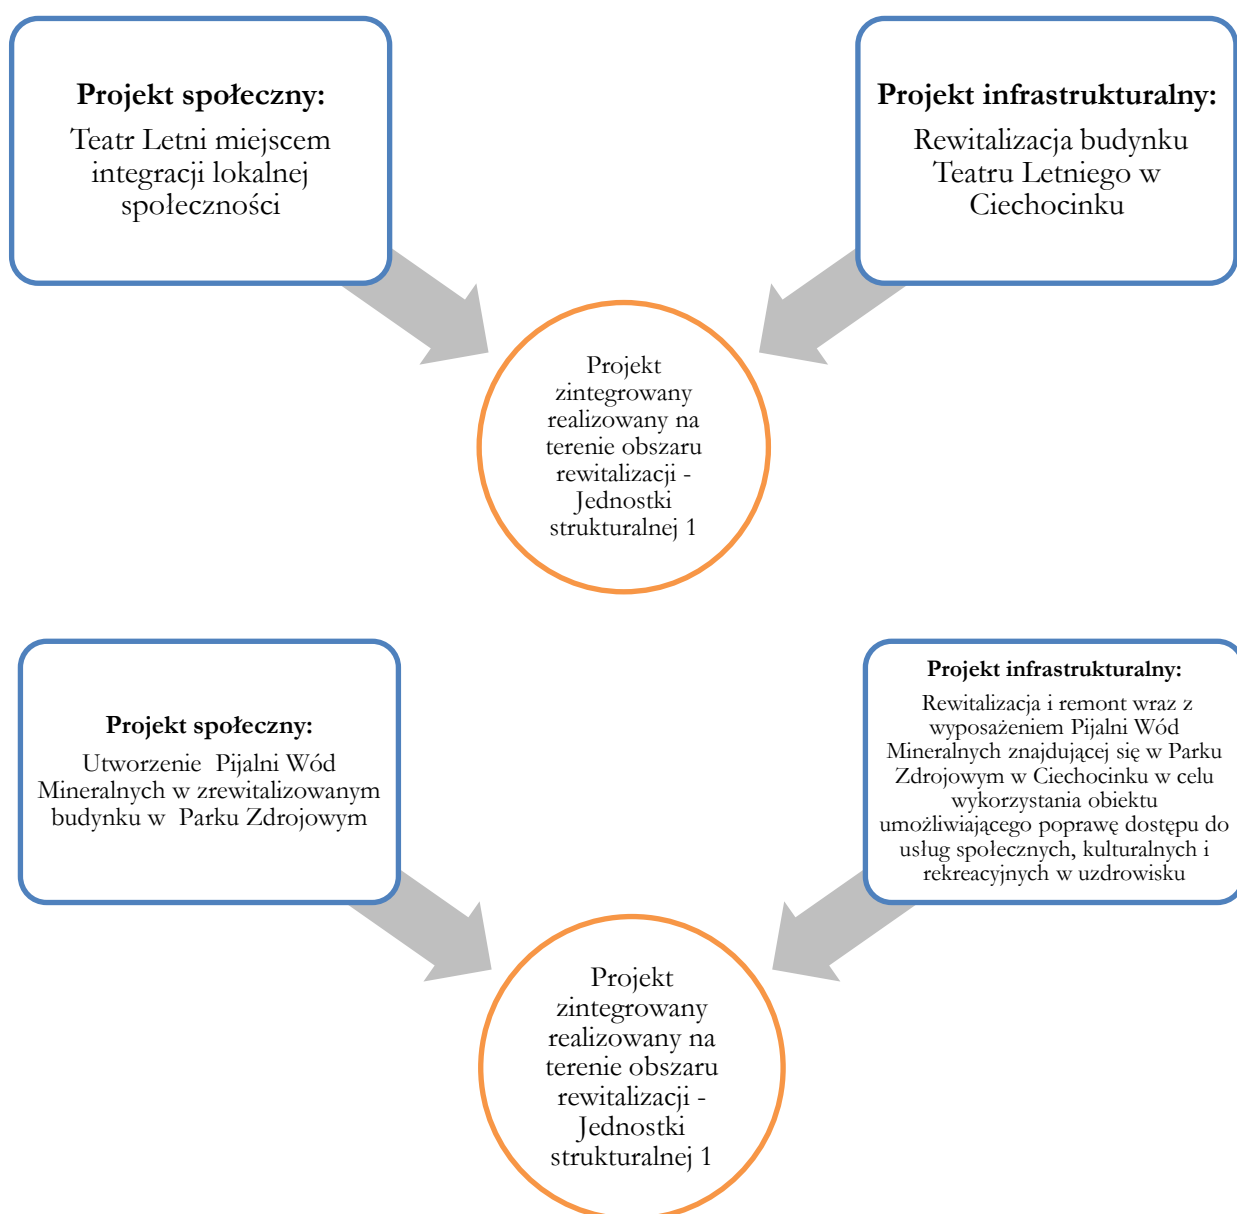 Projekt społeczny:
Teatr Letni miejscem
integracji lokalnej
społeczności
Projekt infrastrukturalny:
Rewitalizacja budynku
Teatru Letniego w
Ciechocinku
Projekt
zintegrowany
realizowany na
terenie obszaru
rewitalizacji -
Jednostki
strukturalnej 1
Projekt społeczny:
Utworzenie Pijalni Wód
Mineralnych w zrewitalizowanym
budynku w Parku Zdrojowym
Projekt infrastrukturalny:
Rewitalizacja i remont wraz z
wyposażeniem Pijalni Wód
Mineralnych znajdującej się w Parku
Zdrojowym w Ciechocinku w celu
wykorzystania obiektu
umożliwiającego poprawę dostępu do
usług społecznych, kulturalnych i
rekreacyjnych w uzdrowisku
Projekt
zintegrowany
realizowany na
terenie obszaru
rewitalizacji -
Jednostki
strukturalnej 1